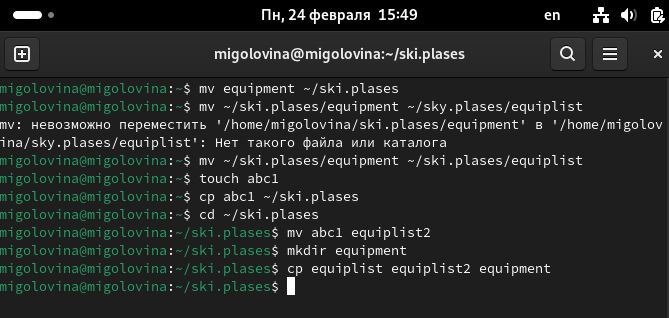 Пн, 24 февраля 15:49
en
migolovina@migolovina:~/ski.plases
migolovina@migolovina:~$ mv equipment ~/ski.plases
migolovina@migolovina:~$ mv ~/ski.plases/equipment ~/sky.plases/equiplist
mv: невозможно переместить '/home/migolovina/ski.plases/equipment' в '/home/migolov
ina/sky.plases/equiplist': Нет такого файла или каталога
migolovina@migolovina:~$ mv ~/ski.plases/equipment ~/ski.plases/equiplist
migolovina@migolovina:~$ touch abc1
migolovina@migolovina:~$ cp abc1 ~/ski.plases
migolovina@migolovina:~$ cd ~/ski.plases
migolovina@migolovina:~/ski.plases$ mv abc1 equiplist2
migolovina@migolovina:~/ski.plases$ mkdir equipment
migolovina@migolovina:~/ski.plases$ cp equiplist equiplist2 equipment
migolovina@migolovina:~/ski.plases$